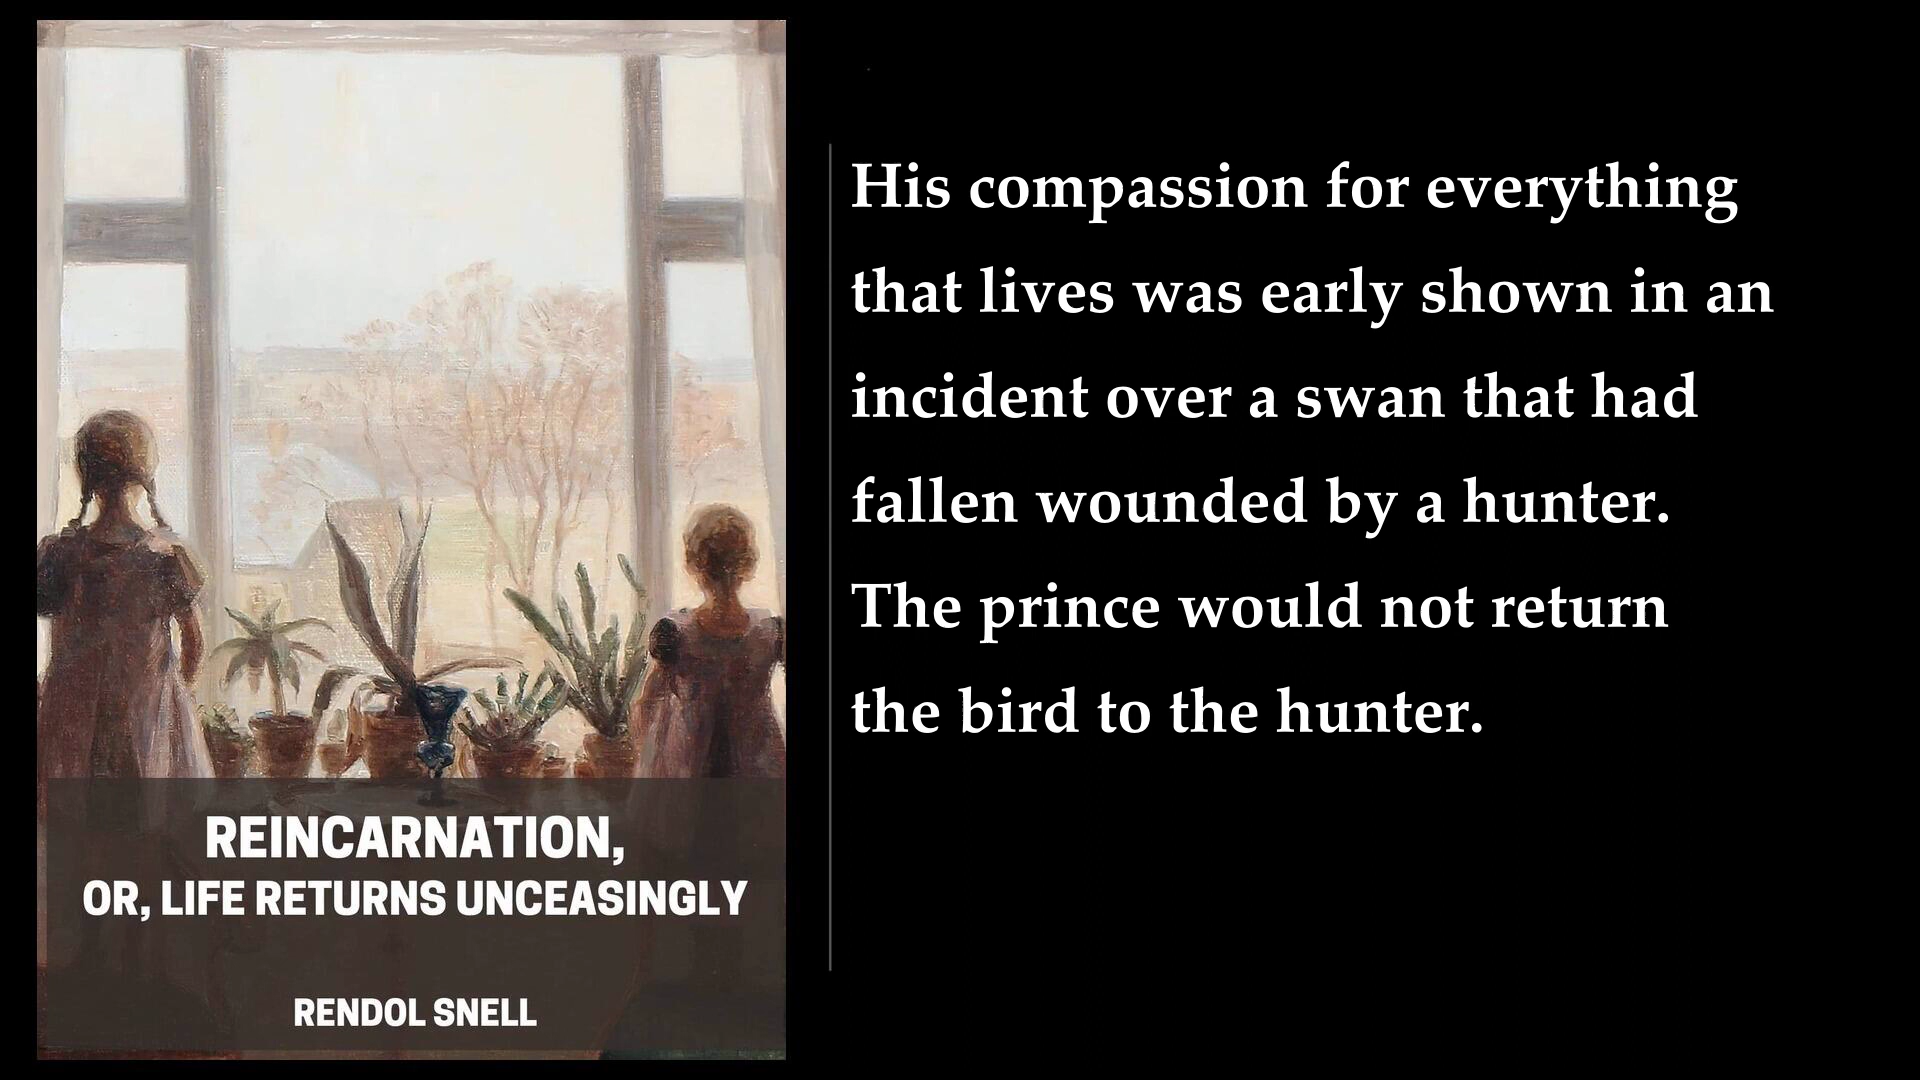 His compassion for everything
that lives was early shown in an
incident over a swan that had
fallen wounded by a hunter.
The prince would not return
the bird to the hunter.
REINCARNATION,
OR, LIFE RETURNS UNCEASINGLY
RENDOL SNELL